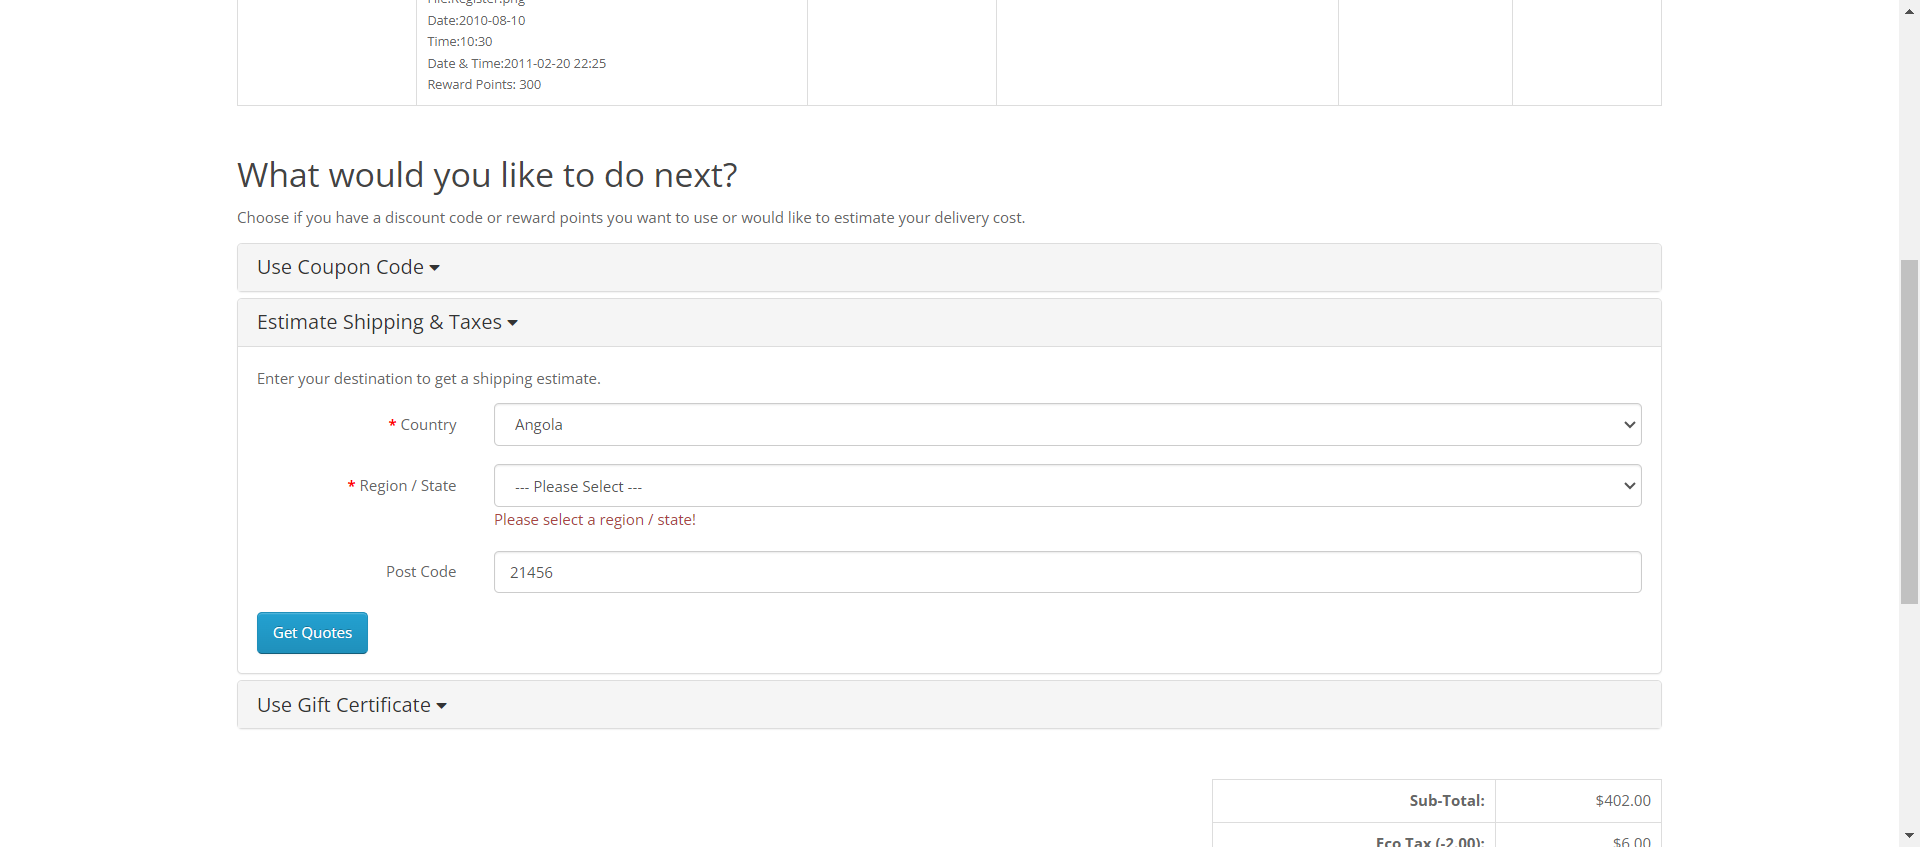 File:Register.png
Date:2010-08-10
Time:10:30
Date & Time:2011-02-20 22:25
Reward Points: 300
What would you like to do next?
Choose if you have a discount code or reward points you want to use or would like to estimate your delivery cost.
Use Coupon Code
Estimate Shipping & Taxes
Enter your destination to get a shipping estimate.
* Country
Angola
* Region / State
--- Please Select ---
Please select a region / state!
Post Code
21456
Get Quotes
Use Gift Certificate
Sub-Total: $402.00
Eco Tax (-2.00): $6.00